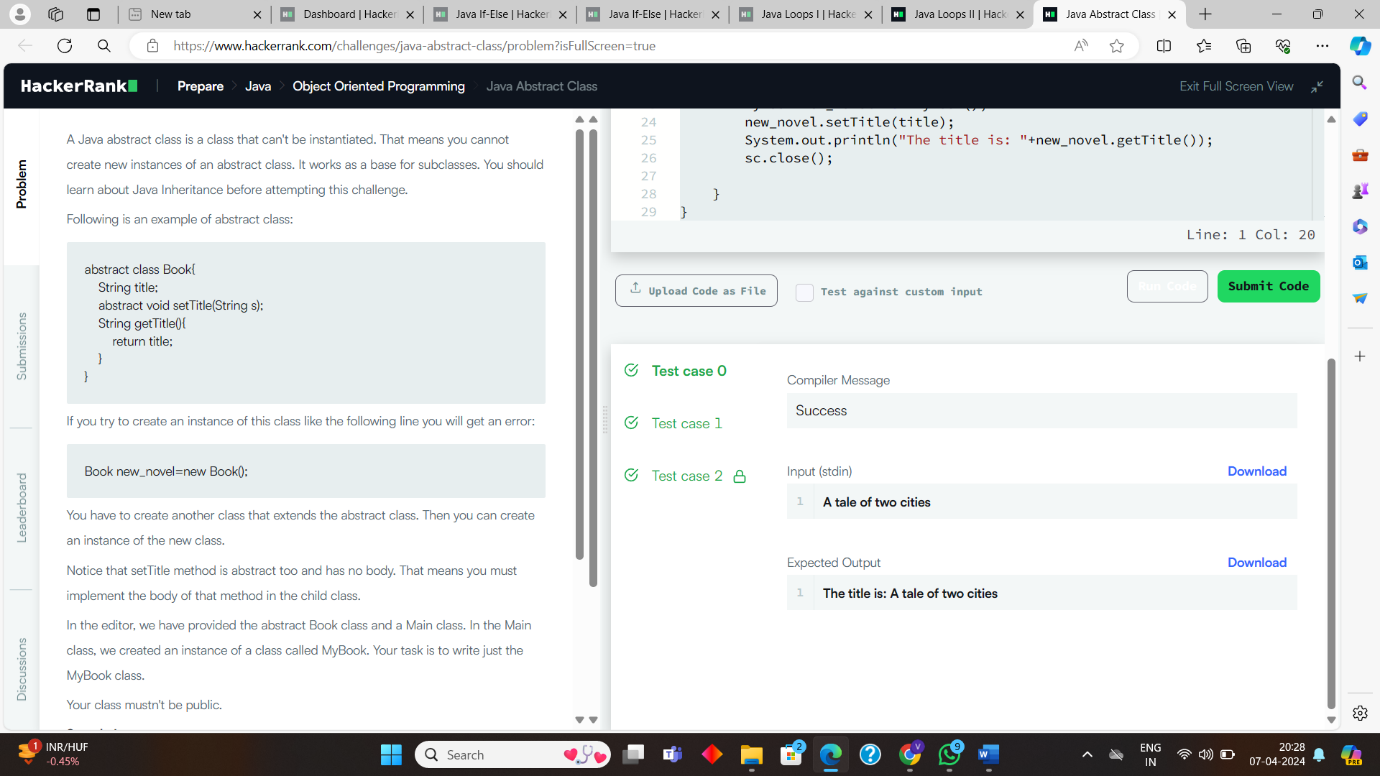 New tab
Dashboard | Hacker
Java If-Else | Hacker
Java If-Else | Hacker
Java Loops I | Hacke
Java Loops II | Hack
Java Abstract Class
https://www.hackerrank.com/challenges/java-abstract-class/problem?isFullScreen=true
HackerRank
Prepare
Java
Object Oriented Programming
Java Abstract Class
Exit Full Screen View
Problem
Submissions
Leaderboard
Discussions
A Java abstract class is a class that can't be instantiated. That means you cannot
create new instances of an abstract class. It works as a base for subclasses. You should
learn about Java Inheritance before attempting this challenge.
Following is an example of abstract class:
abstract class Book{
String title;
abstract void setTitle(String s);
String getTitle(){
return title;
}
}
If you try to create an instance of this class like the following line you will get an error:
Book new_novel=new Book();
You have to create another class that extends the abstract class. Then you can create
an instance of the new class.
Notice that setTitle method is abstract too and has no body. That means you must
implement the body of that method in the child class.
In the editor, we have provided the abstract Book class and a Main class. In the Main
class, we created an instance of a class called MyBook. Your task is to write just the
MyBook class.
Your class mustn't be public.
24 new_novel.setTitle(title);
25 System.out.println("The title is: "+new_novel.getTitle());
26 sc.close();
27
28 }
29 }
Line: 1 Col: 20
Upload Code as File
Test against custom input
Run Code
Submit Code
Test case 0
Test case 1
Test case 2
Compiler Message
Success
Input (stdin)
Download
1 A tale of two cities
Expected Output
Download
1 The title is: A tale of two cities
1
INR/HUF
-0.45%
Search
2
V
9
ENG
IN
20:28
07-04-2024
PRE